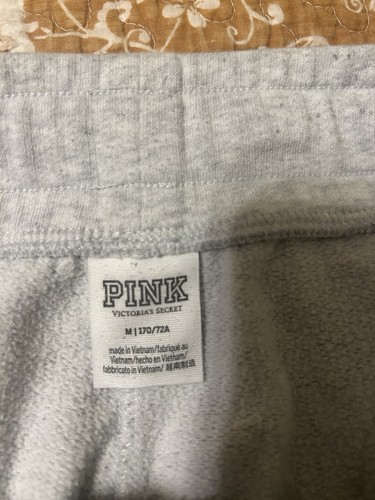 PINK
VICTORIA'S SECRET
M | 170/72A
made in Vietnam/fabriqué au
Vietnam/hecho en Vietnam/
fabbricato in Vietnam/ 越南制造